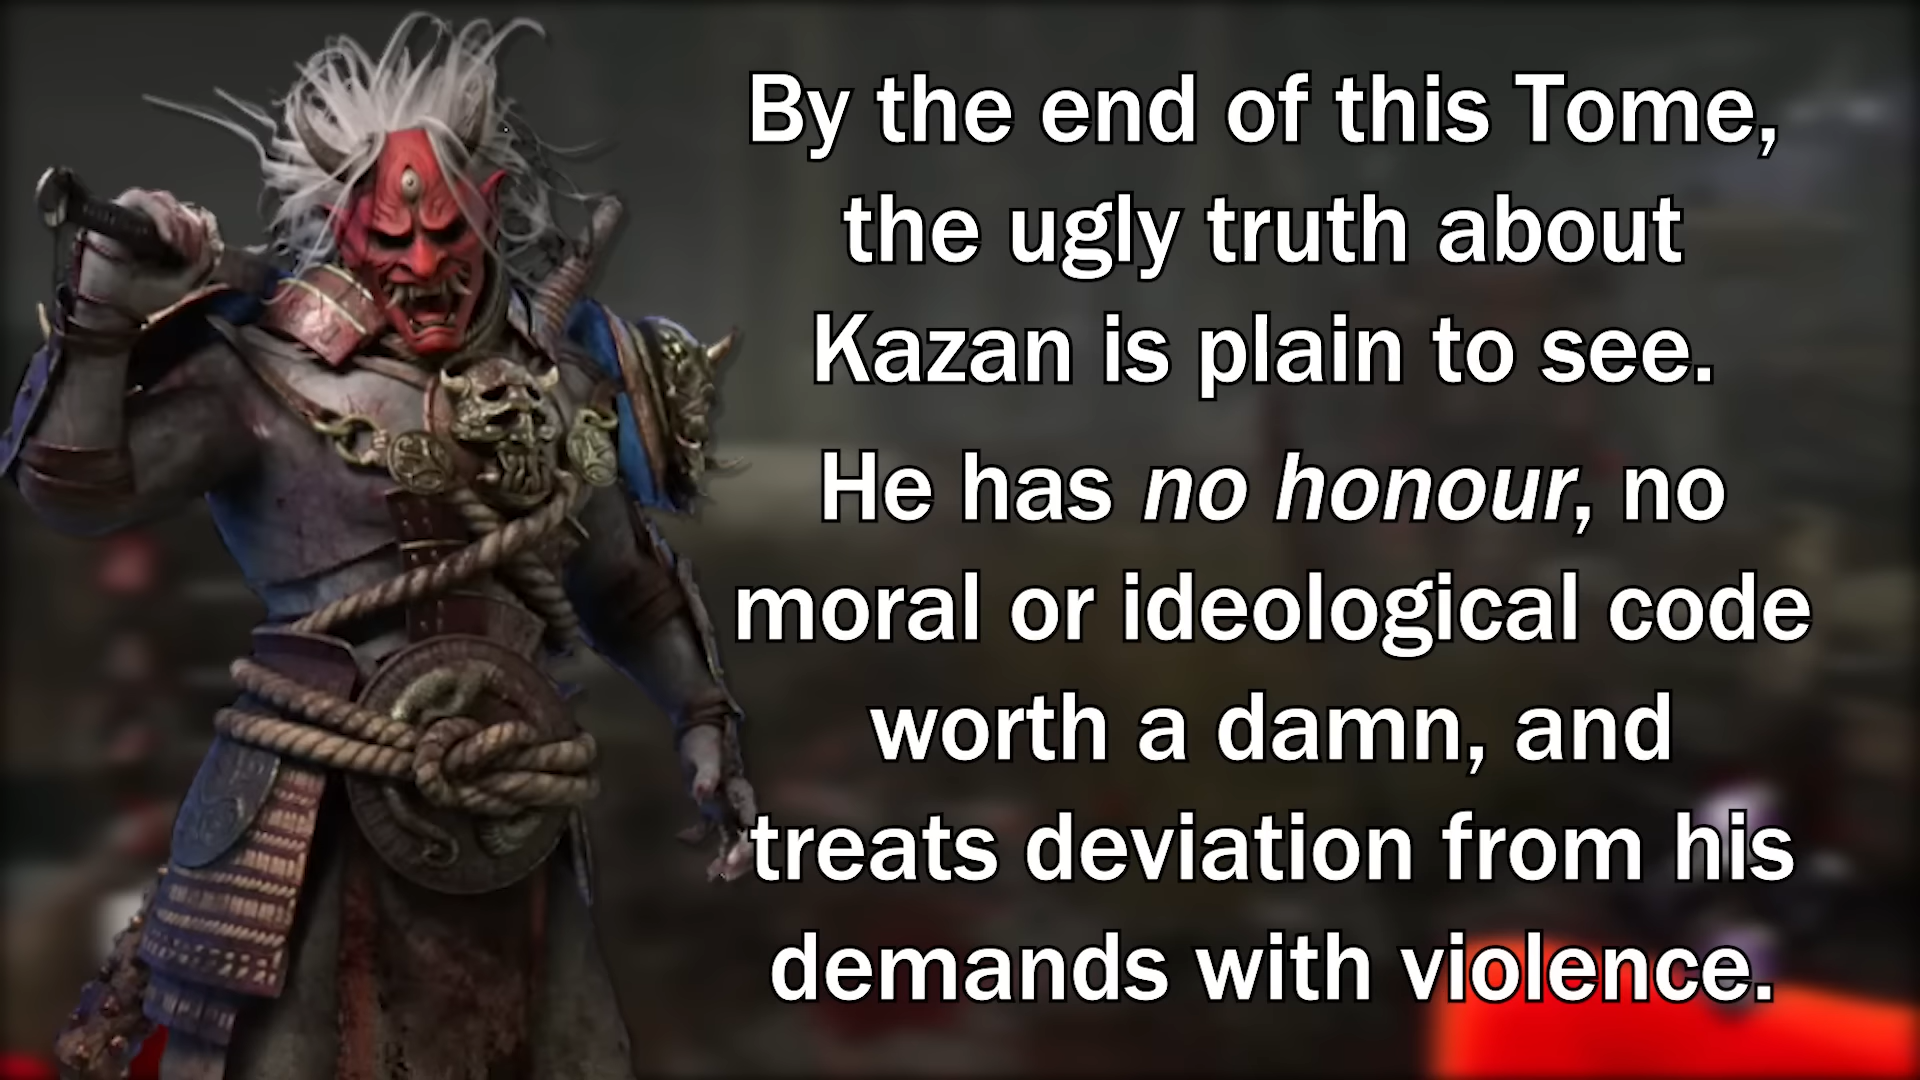 By the end of this Tome,
the ugly truth about
Kazan is plain to see.
He has no honour, no
moral or ideological code
worth a damn, and
treats deviation from his
demands with violence.